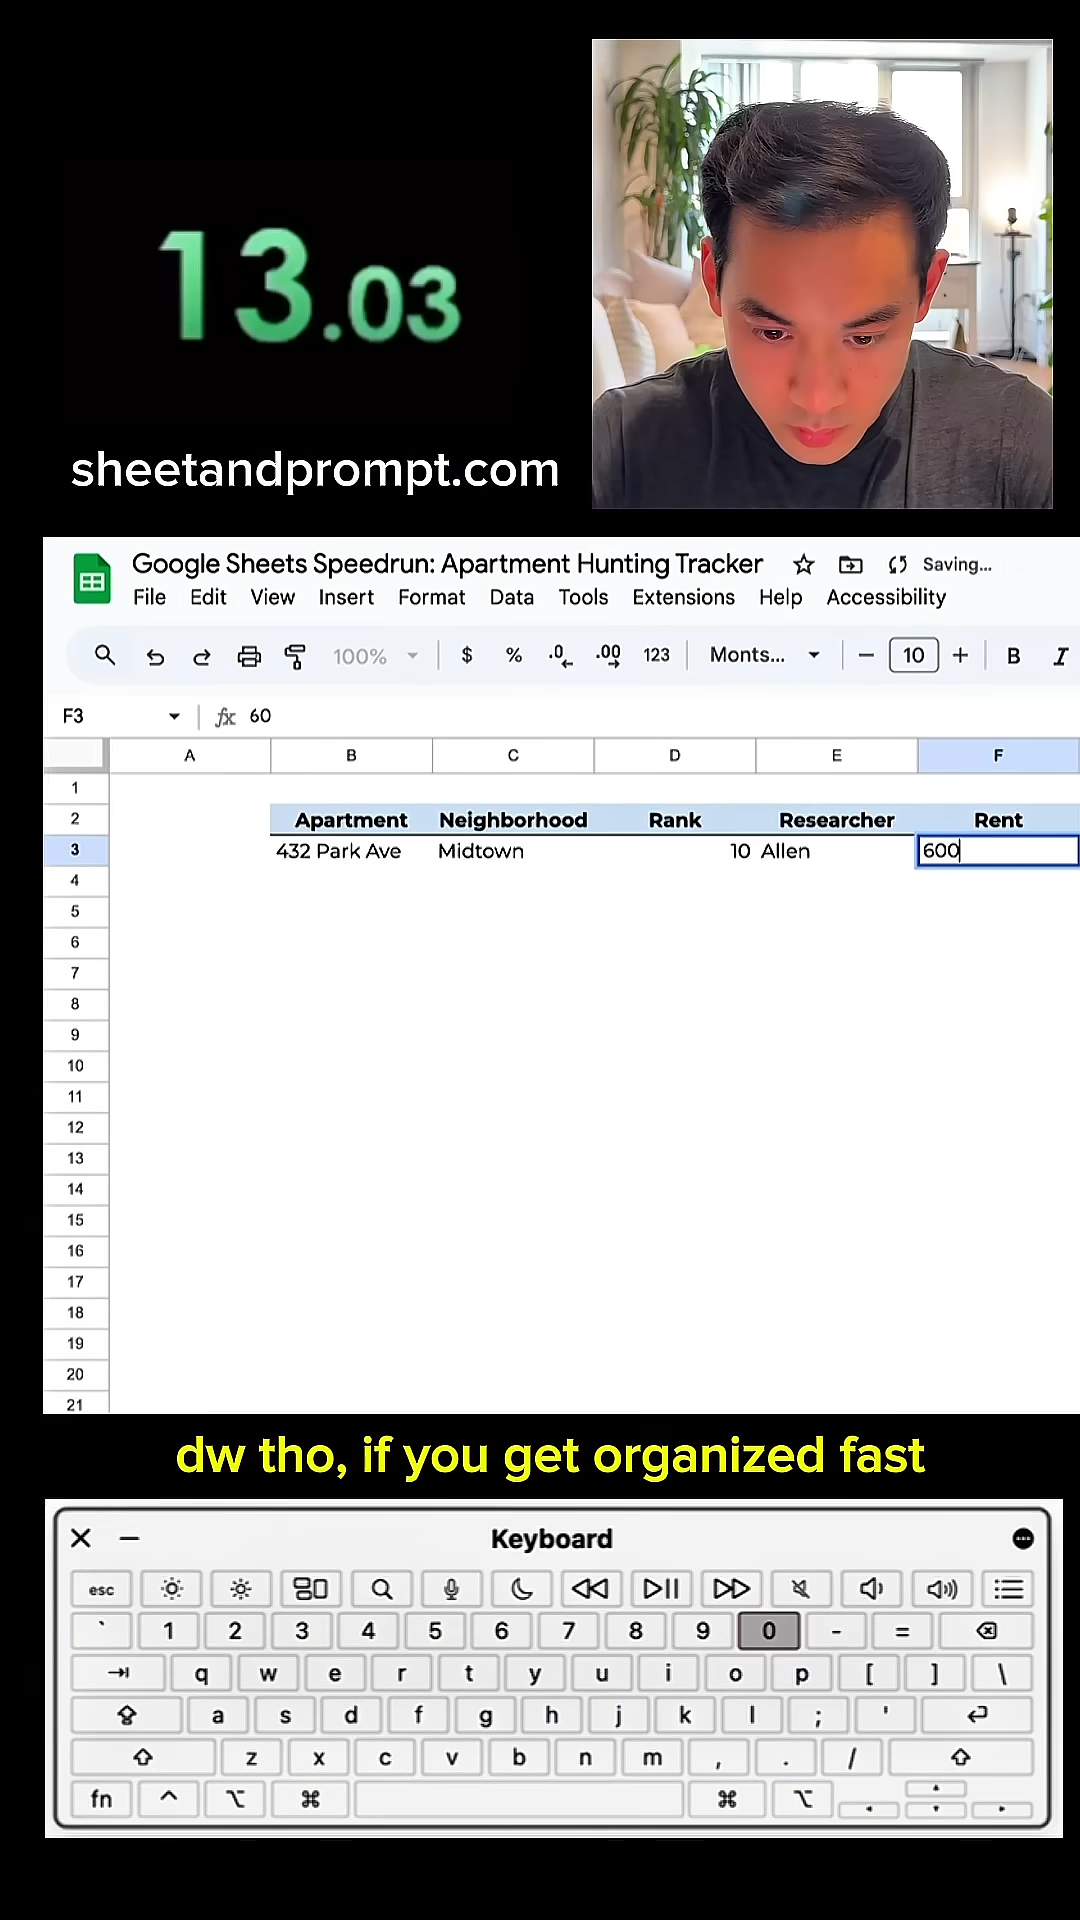 13.03
sheetandprompt.com
Google Sheets Speedrun: Apartment Hunting Tracker Saving...
File Edit View Insert Format Data Tools Extensions Help Accessibility
100% $ % .0 .00 123 Monts... − 10 + B I
F3 fx 60
A B C D E F
1
2 Apartment Neighborhood Rank Researcher Rent
3 432 Park Ave Midtown 10 Allen 600
4
5
6
7
8
9
10
11
12
13
14
15
16
17
18
19
20
21
dw tho, if you get organized fast
Keyboard
esc
` 1 2 3 4 5 6 7 8 9 0 - =
q w e r t y u i o p [ ] \
a s d f g h j k l ; '
z x c v b n m , . /
fn